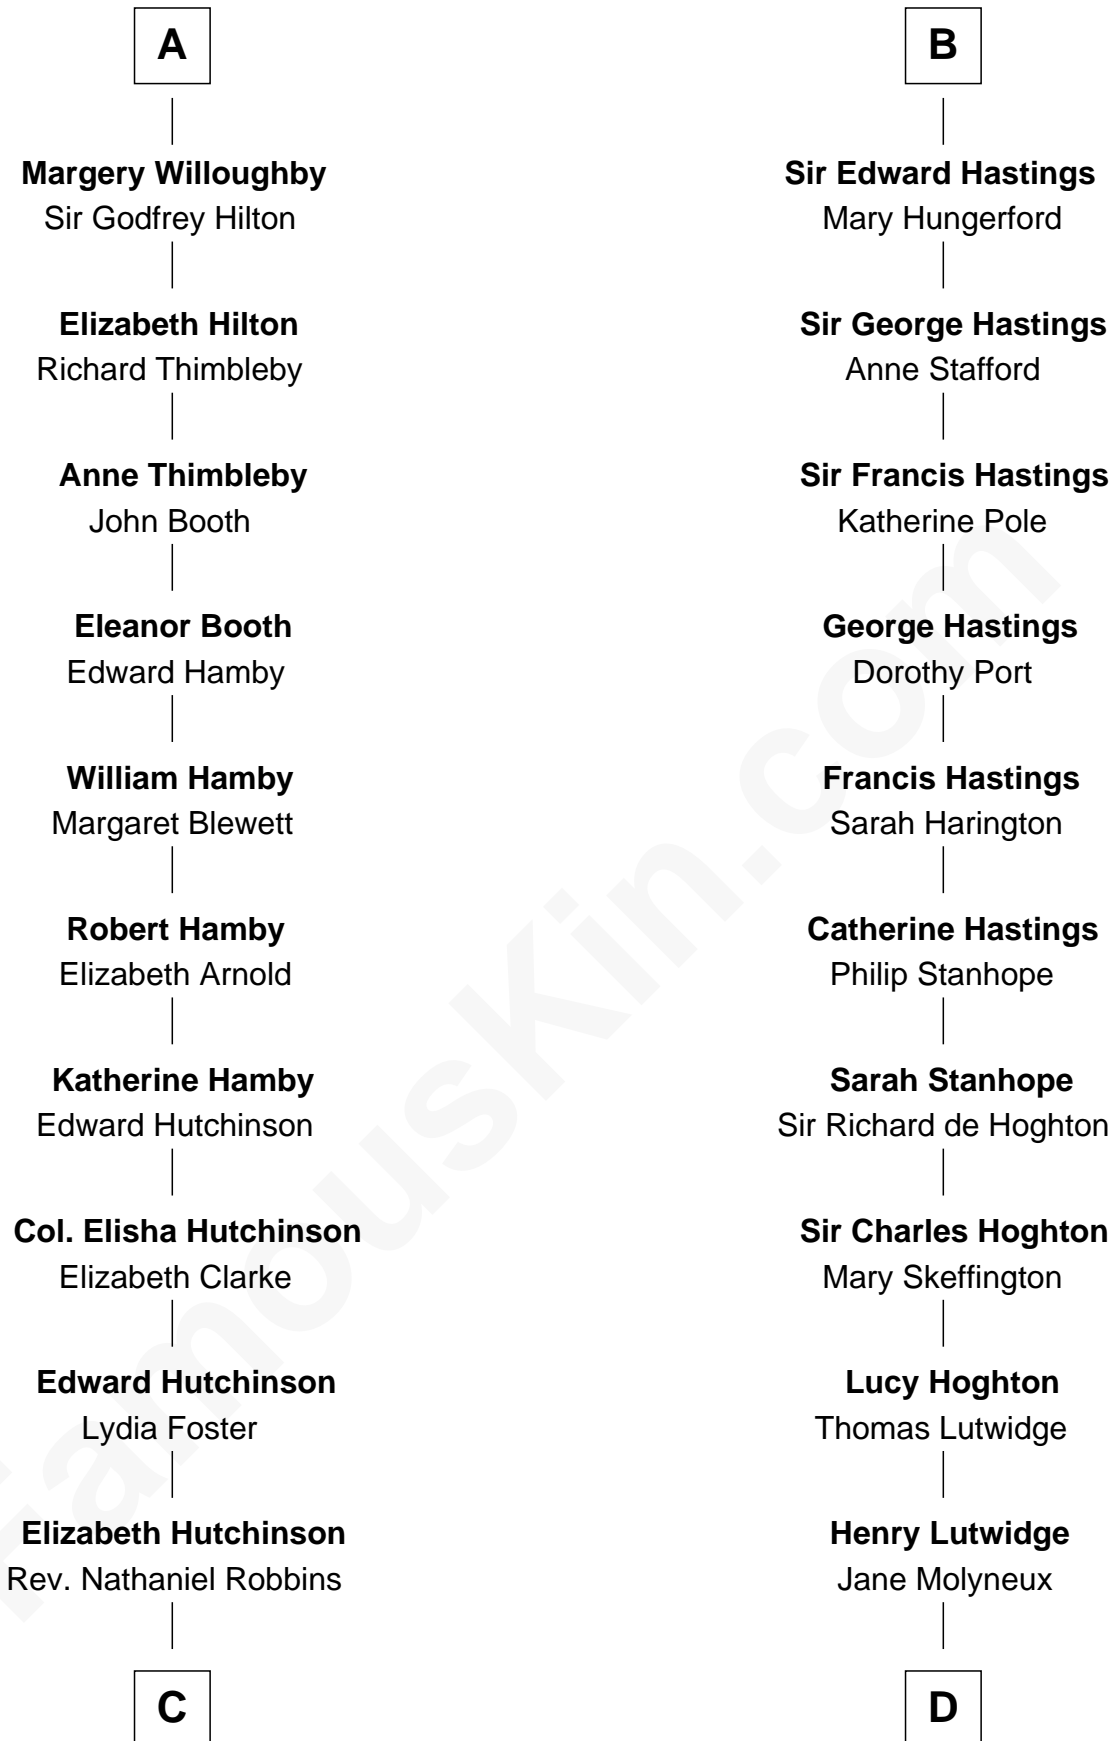 A
Margery Willoughby
Sir Godfrey Hilton
Elizabeth Hilton
Richard Thimbleby
Anne Thimbleby
John Booth
Eleanor Booth
Edward Hamby
William Hamby
Margaret Blewett
Robert Hamby
Elizabeth Arnold
Katherine Hamby
Edward Hutchinson
Col. Elisha Hutchinson
Elizabeth Clarke
Edward Hutchinson
Lydia Foster
Elizabeth Hutchinson
Rev. Nathaniel Robbins
C
B
Sir Edward Hastings
Mary Hungerford
Sir George Hastings
Anne Stafford
Sir Francis Hastings
Katherine Pole
George Hastings
Dorothy Port
Francis Hastings
Sarah Harington
Catherine Hastings
Philip Stanhope
Sarah Stanhope
Sir Richard de Hoghton
Sir Charles Hoghton
Mary Skeffington
Lucy Hoghton
Thomas Lutwidge
Henry Lutwidge
Jane Molyneux
D
FamousKin.com